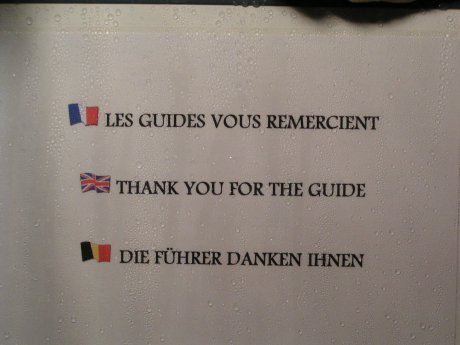 LES GUIDES VOUS REMERCIENT
THANK YOU FOR THE GUIDE
DIE FÜHRER DANKEN IHNEN